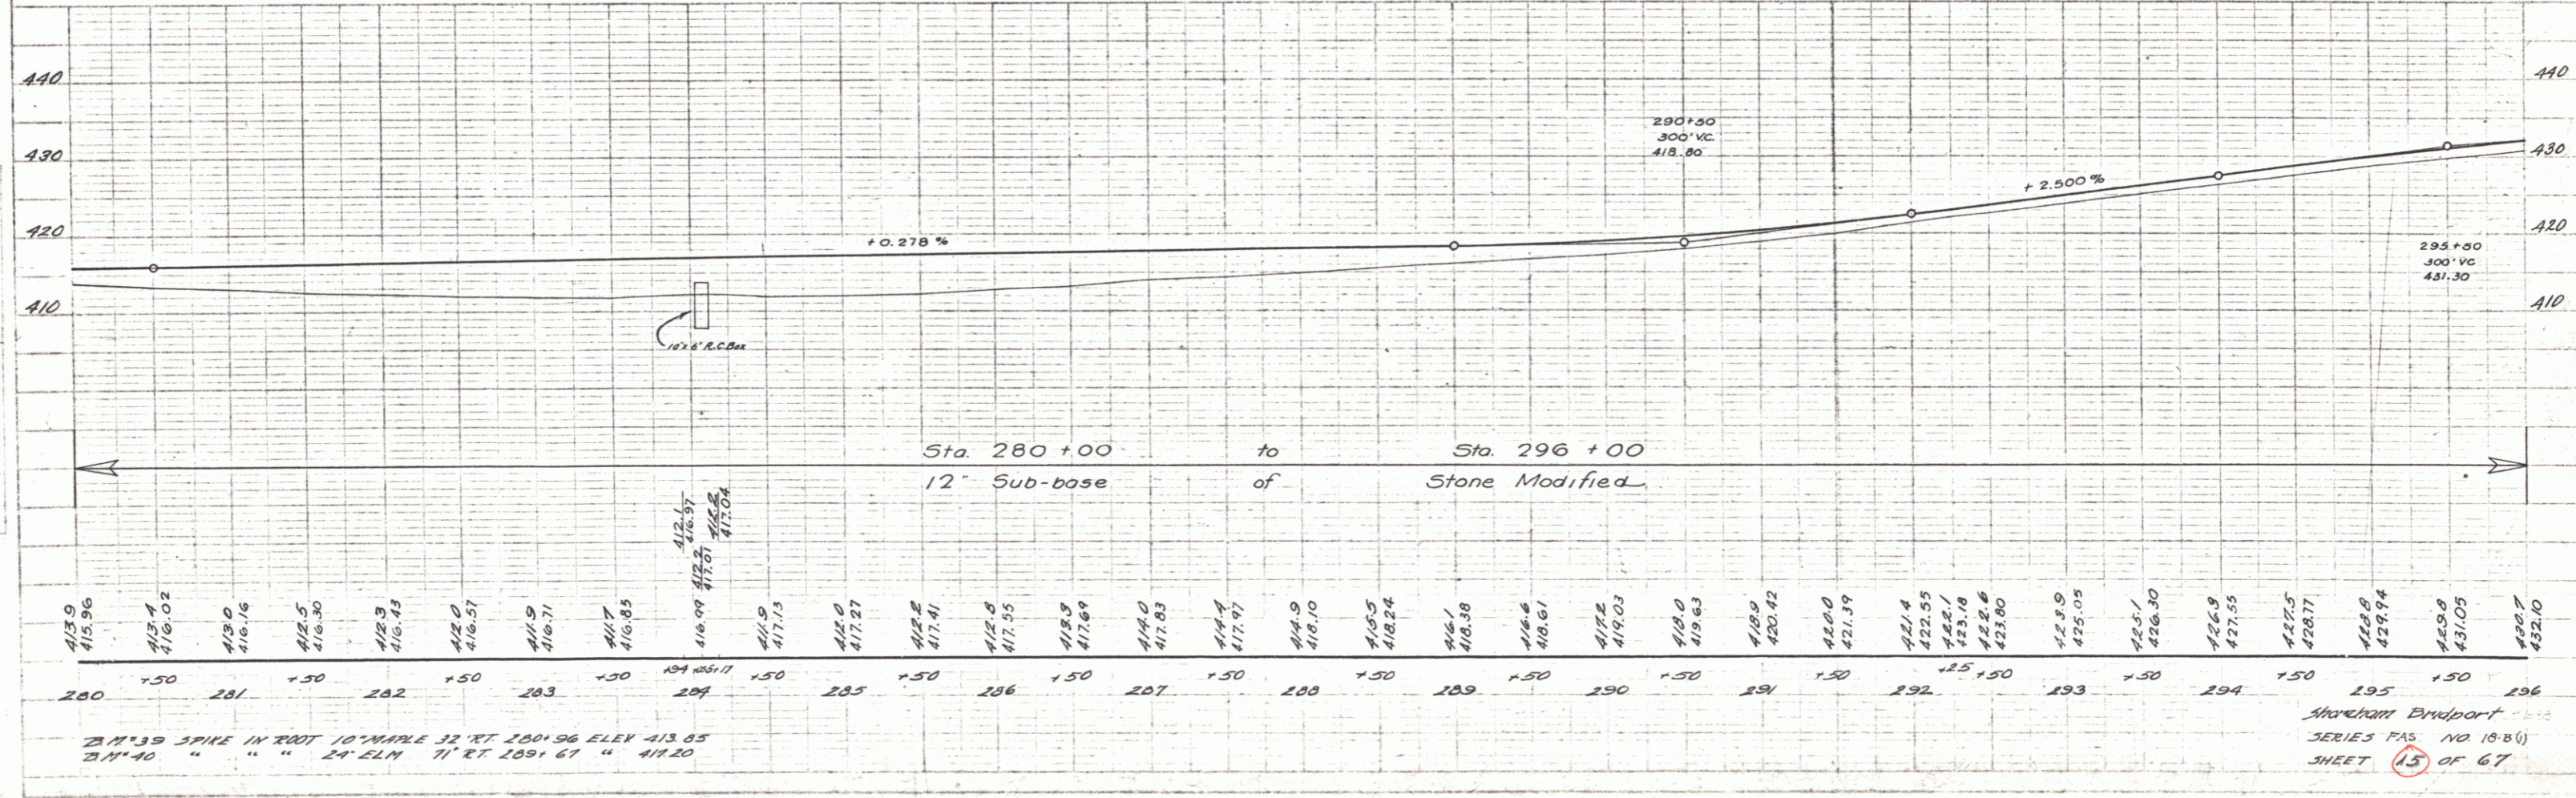 440 440
290+50
300' V.C.
418.80
430 430
+ 2.500 %
420 420
+ 0.278 %
295+50
300' VC
431.30
410 410
10'x6' R.C.Box
Sta. 280 +00 to Sta. 296 +00
12" Sub-base of Stone Modified
412.1
416.97
412.2
417.04
412.2
417.01
413.9 413.4 413.0 412.5 412.3 412.0 411.9 411.7 411.9 412.0 412.2 412.8 413.3 414.0 414.4 414.9 415.5 416.1 416.6 417.2 418.0 418.9 420.0 421.4 422.1 422.6 423.9 425.1 426.3 427.5 428.8 429.8 430.7
415.96 416.02 416.16 416.30 416.43 416.57 416.71 416.85 416.99 417.13 417.27 417.41 417.55 417.69 417.83 417.97 418.10 418.24 418.38 418.61 419.03 419.63 420.42 421.39 422.55 423.18 423.80 425.05 426.30 427.55 428.77 429.94 431.05 432.10
+50 +50 +50 +50 +94 +17 +50 +50 +50 +50 +50 +50 +50 +50 +25 +50 +50 +50 +50
280 281 282 283 284 285 286 287 288 289 290 291 292 293 294 295 296
B.M.#39 SPIKE IN ROOT 10" MAPLE 32' RT. 280+96 ELEV 413.85
B.M.#40 " " " 24" ELM 71' RT. 289+67 " 417.20
Shoreham Bridport
SERIES FAS NO. 18-B(1)
SHEET 15 OF 67